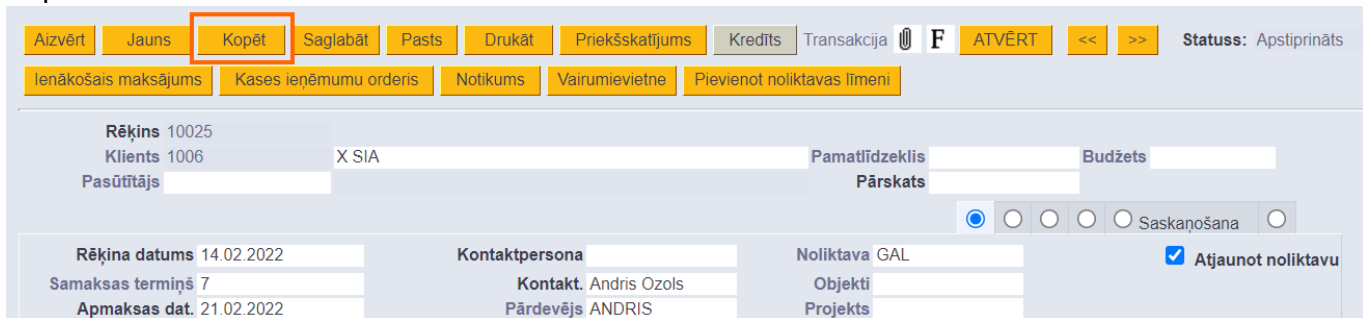 Aizvērt Jauns Kopēt Saglabāt Pasts Drukāt Priekšskatījums Kredīts Transakcija F ATVĒRT << >> Statuss: Apstiprināts
Ienākošais maksājums Kases ieņēmumu orderis Notikums Vairumievietne Pievienot noliktavas līmeni
Rēķins 10025
Klients 1006 X SIA Pamatlīdzeklis Budžets
Pasūtītājs Pārskats
Saskaņošana
Rēķina datums 14.02.2022 Kontaktpersona Noliktava GAL Atjaunot noliktavu
Samaksas termiņš 7 Kontakt. Andris Ozols Objekti
Apmaksas dat. 21.02.2022 Pārdevējs ANDRIS Projekts